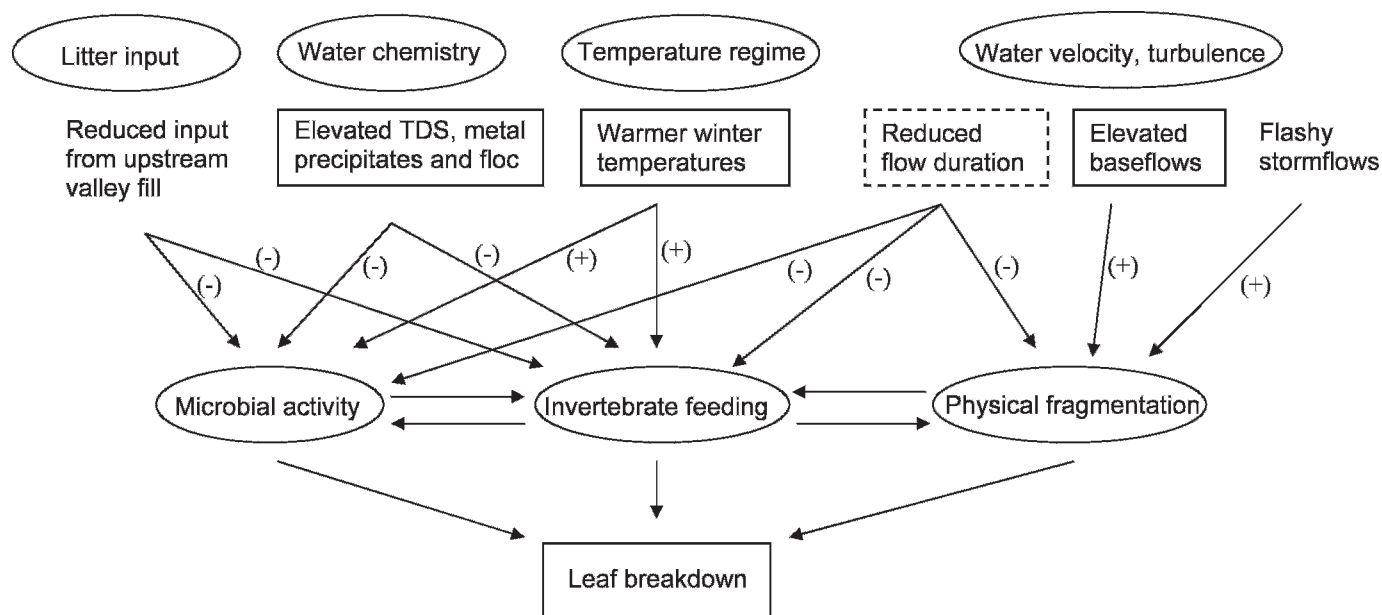 Litter input
Water chemistry
Temperature regime
Water velocity, turbulence
Reduced input
from upstream
valley fill
Elevated TDS, metal
precipitates and floc
Warmer winter
temperatures
Reduced
flow duration
Elevated
baseflows
Flashy
stormflows
(-)
(-)
(-)
(-)
(+)
(+)
(-)
(-)
(-)
(+)
(+)
Microbial activity
Invertebrate feeding
Physical fragmentation
Leaf breakdown